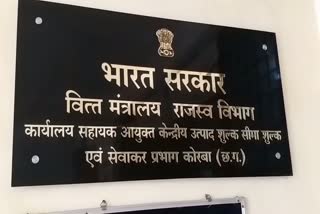 भारत सरकार
वित्त मंत्रालय राजस्व विभाग
कार्यालय सहायक आयुक्त केन्द्रीय उत्पाद शुल्क सीमा शुल्क
एवं सेवाकर प्रभाग कोरबा (छ.ग.)